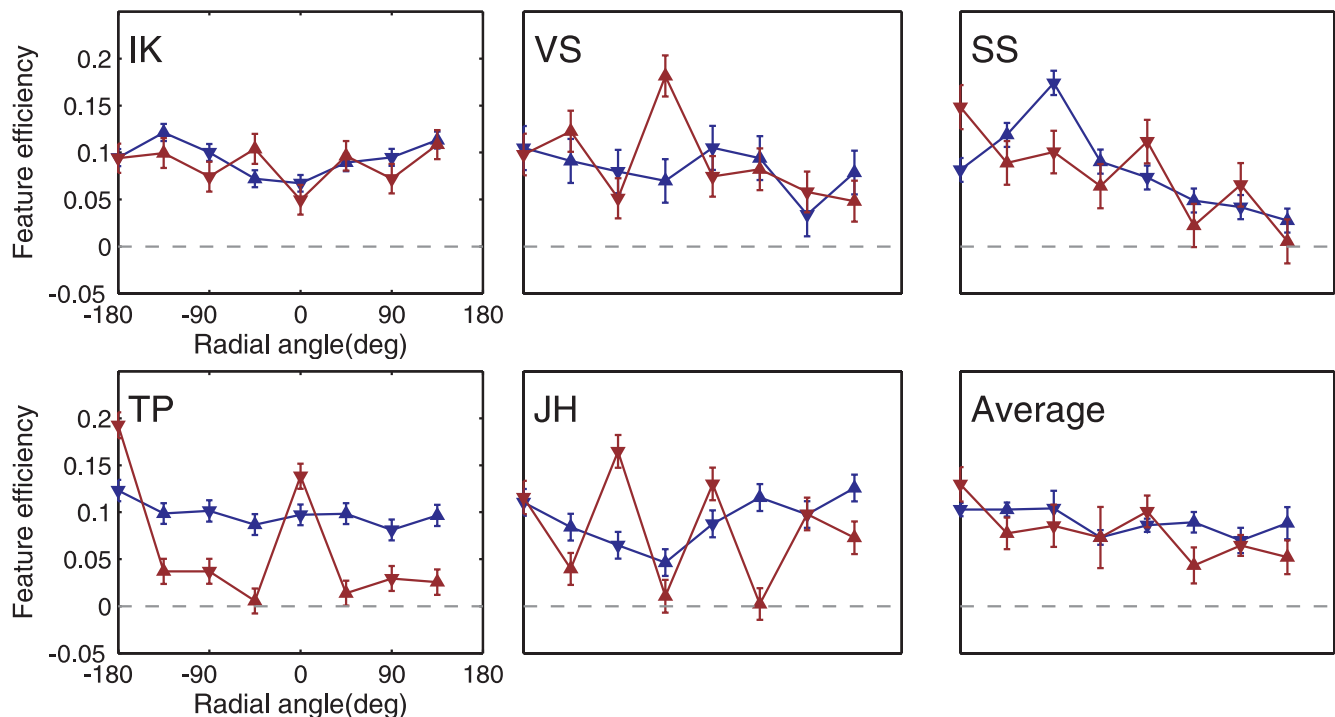 IK
VS
SS
Feature efficiency
0.2
0.15
0.1
0.05
0
-0.05
-180 -90 0 90 180
Radial angle(deg)
TP
JH
Average
Feature efficiency
0.2
0.15
0.1
0.05
0
-0.05
-180 -90 0 90 180
Radial angle(deg)